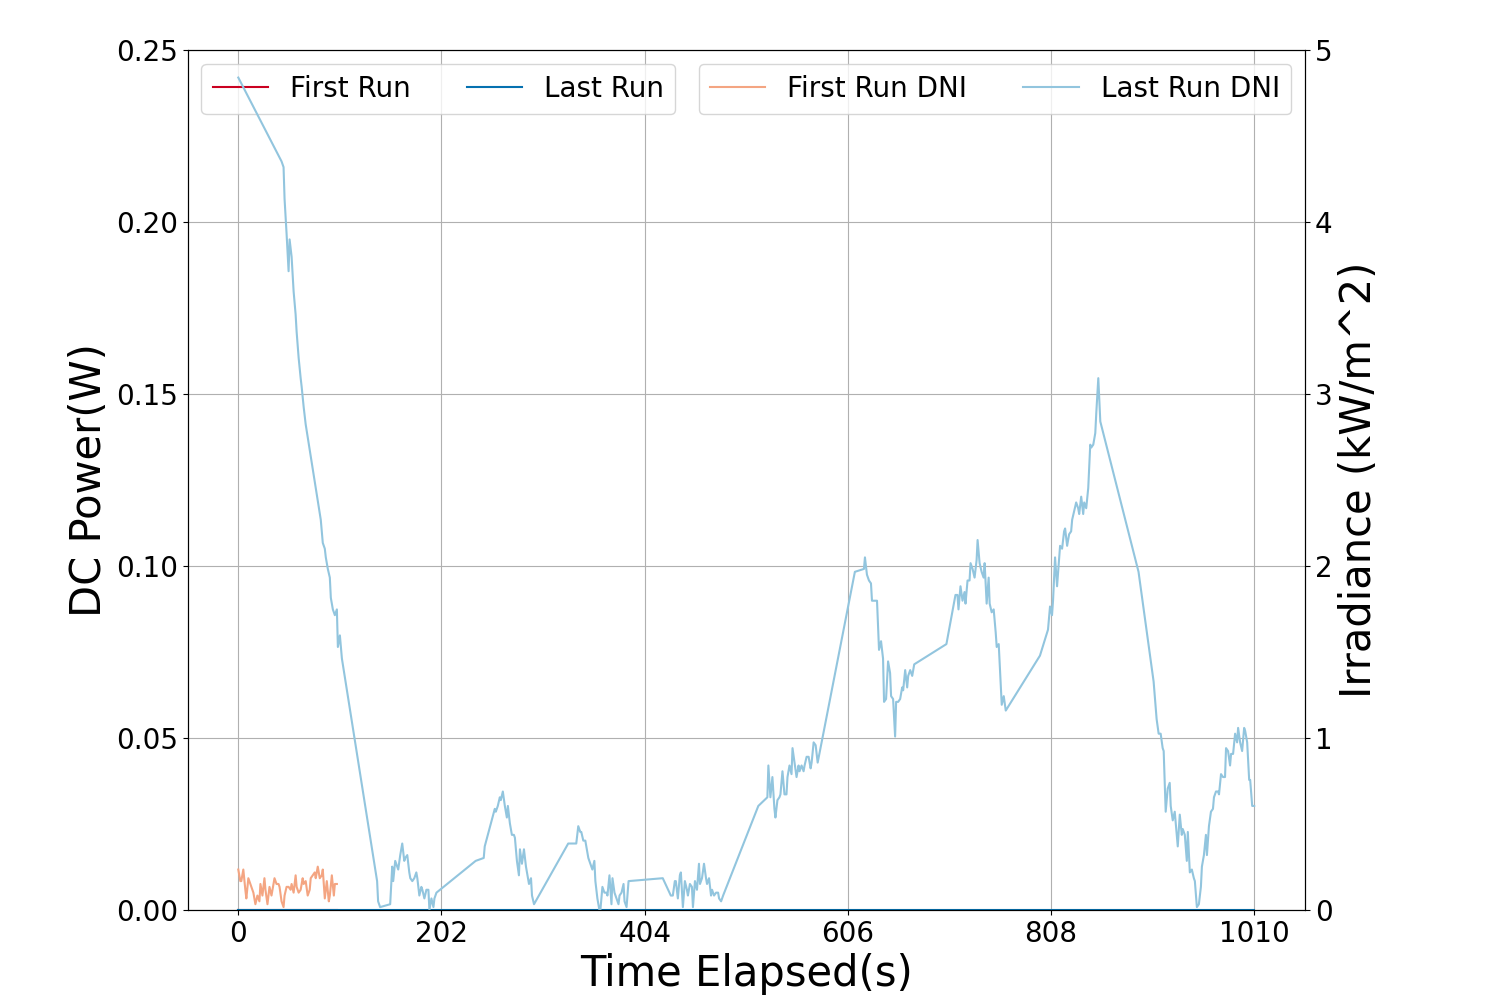 First Run Last Run First Run DNI Last Run DNI
DC Power(W)
0.25
0.20
0.15
0.10
0.05
0.00
5
4
3
2
1
0
Irradiance (kW/m^2)
0 202 404 606 808 1010
Time Elapsed(s)